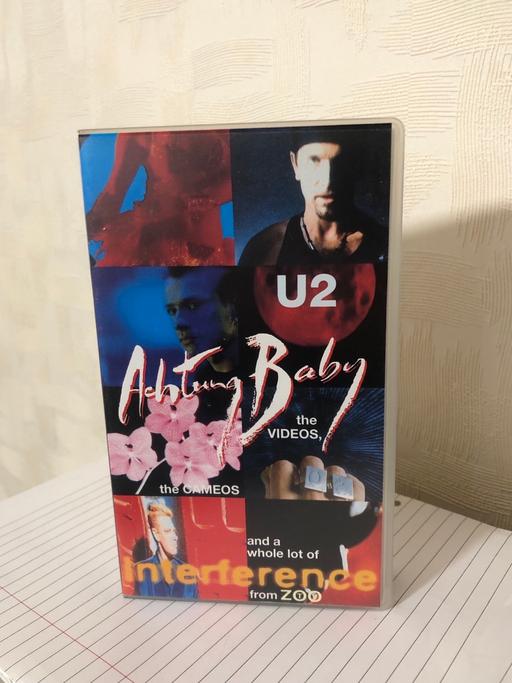 U2
Achtung Baby
the
VIDEOS,
the CAMEOS
and a
whole lot of
interference
from ZOO